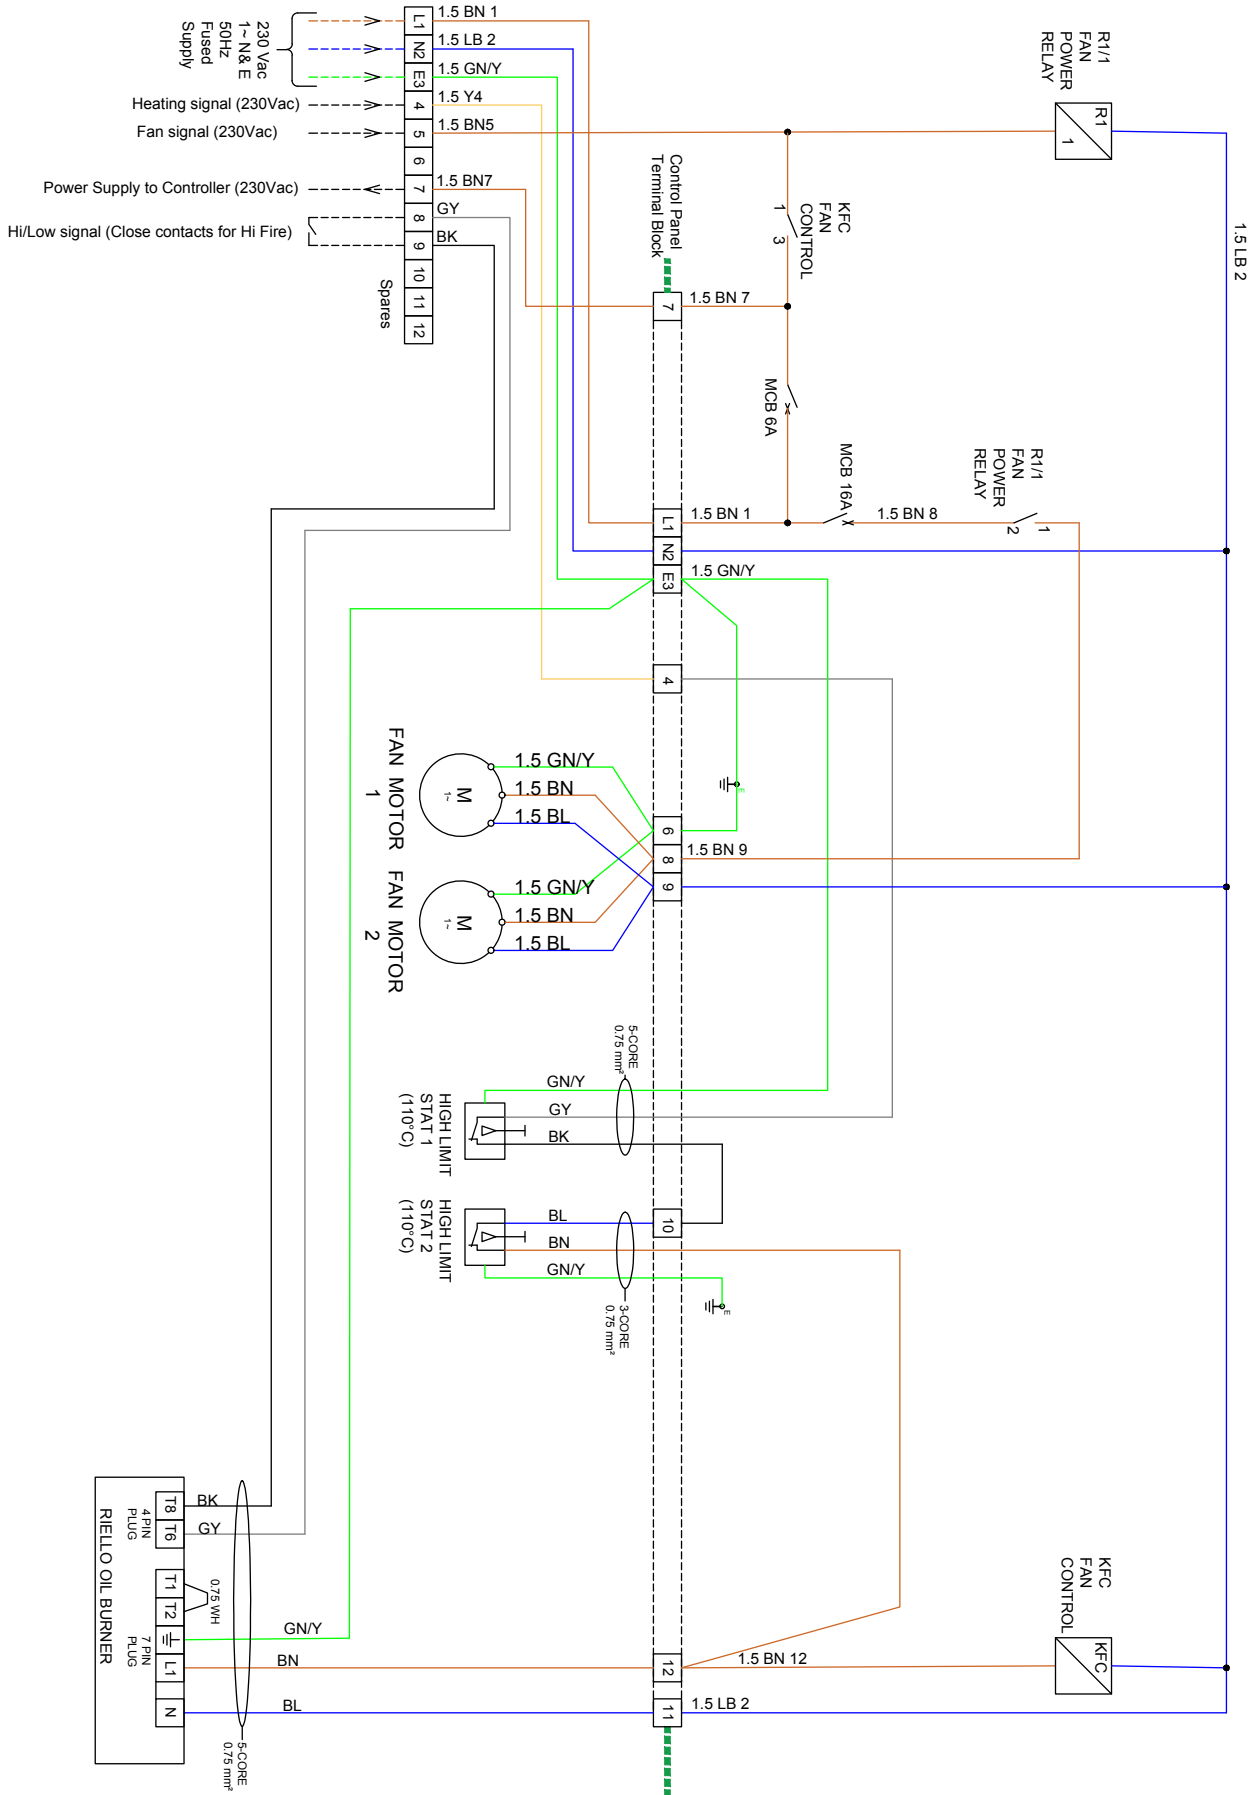 230 Vac
1~ N& E
50Hz
Fused
Supply
Heating signal (230Vac)
Fan signal (230Vac)
Power Supply to Controller (230Vac)
Hi/Low signal (Close contacts for Hi Fire)
L1
N2
E3
4
5
6
7
8
9
10
11
12
Spares
1.5 BN 1
1.5 LB 2
1.5 GN/Y
1.5 Y4
1.5 BN5
1.5 BN7
GY
BK
R1/1
FAN
POWER
RELAY
R1
1
1.5 LB 2
KFC
FAN
CONTROL
1
3
Control Panel
Terminal Block
7
1.5 BN 7
MCB 6A
MCB 16A
R1/1
FAN
POWER
RELAY
1.5 BN 8
2
1
L1
N2
E3
1.5 BN 1
1.5 GN/Y
4
E
6
8
9
1.5 BN 9
FAN MOTOR
1
M
1~
1.5 GN/Y
1.5 BN
1.5 BL
FAN MOTOR
2
M
1~
1.5 GN/Y
1.5 BN
1.5 BL
5-CORE
0.75 mm²
GN/Y
GY
BK
HIGH LIMIT
STAT 1
(110°C)
10
BL
BN
GN/Y
HIGH LIMIT
STAT 2
(110°C)
3-CORE
0.75 mm²
E
RIELLO OIL BURNER
4 PIN
PLUG
T8
T6
BK
GY
T1
T2
0.75 WH
7 PIN
PLUG
L1
N
GN/Y
BN
BL
5-CORE
0.75 mm²
12
11
1.5 BN 12
1.5 LB 2
KFC
FAN
CONTROL
KFC